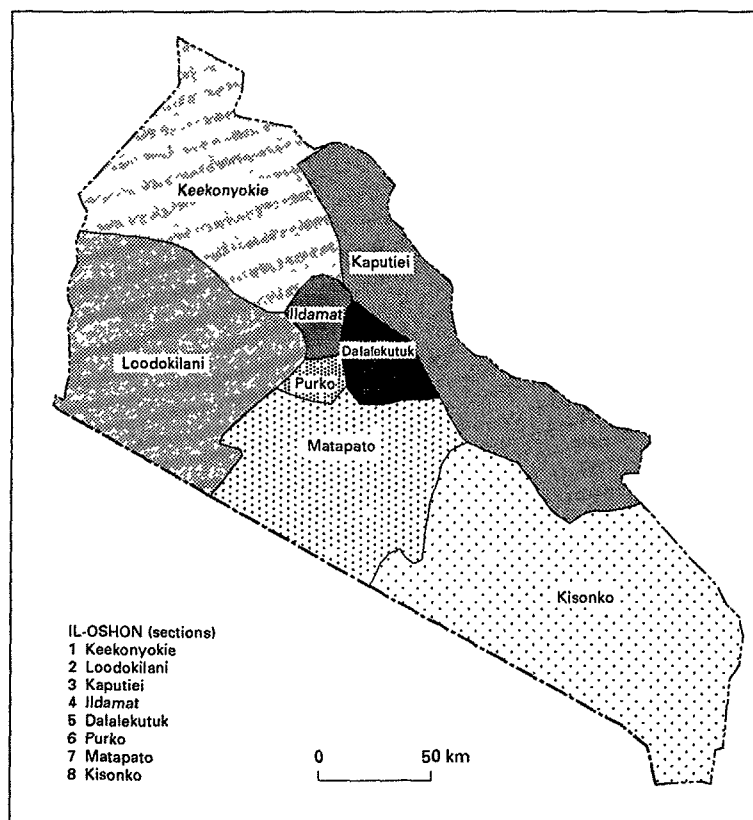 Keekonyokie
Kaputiei
Ildamat
Loodokilani
Dalalekutuk
Purko
Matapato
Kisonko
IL-OSHON (sections)
1 Keekonyokie
2 Loodokilani
3 Kaputiei
4 Ildamat
5 Dalalekutuk
6 Purko
7 Matapato
8 Kisonko
0 50 km